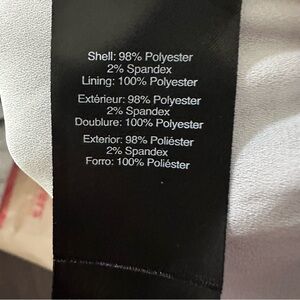 Shell: 98% Polyester
2% Spandex
Lining: 100% Polyester
Extérieur: 98% Polyester
2% Spandex
Doublure: 100% Polyester
Exterior: 98% Poliéster
2% Spandex
Forro: 100% Poliéster